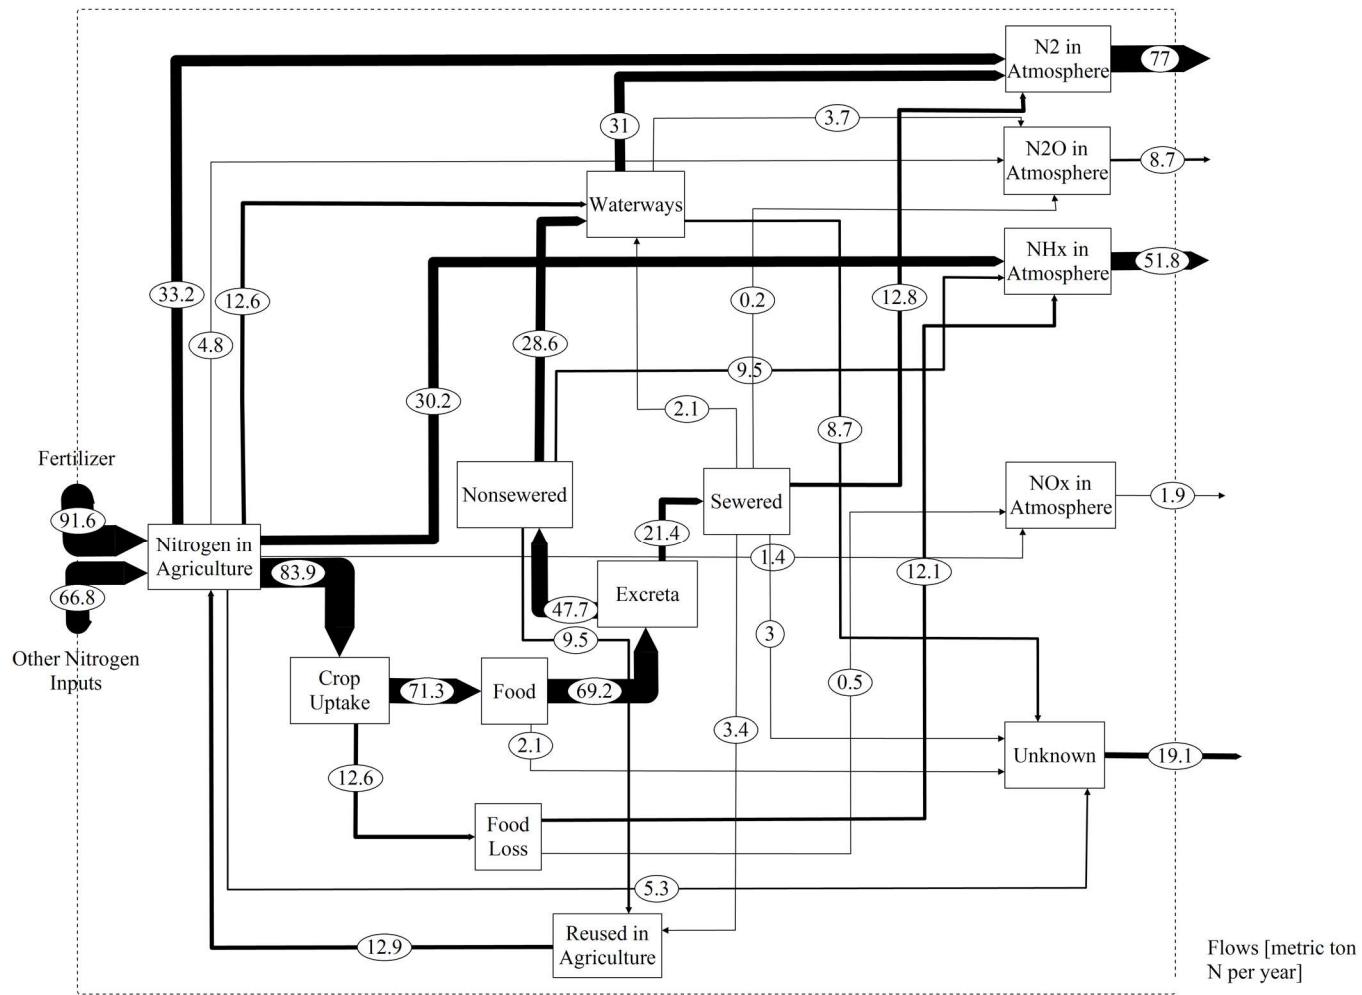 N2 in
Atmosphere
77
31
3.7
N2O in
Atmosphere
8.7
Waterways
NHx in
Atmosphere
51.8
33.2
12.6
0.2
12.8
4.8
28.6
9.5
30.2
2.1
8.7
Fertilizer
91.6
Nonsewered
Sewered
NOx in
Atmosphere
1.9
21.4
Nitrogen in
Agriculture
83.9
1.4
12.1
66.8
Excreta
47.7
9.5
3
Other Nitrogen
Inputs
Crop
Uptake
71.3
Food
69.2
0.5
2.1
3.4
Unknown
19.1
12.6
Food
Loss
5.3
Reused in
Agriculture
12.9
Flows [metric ton
N per year]